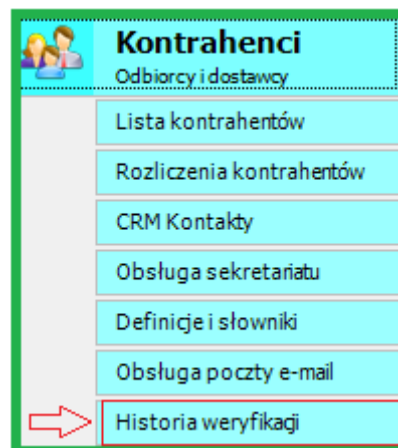 Kontrahenci
Odbiorcy i dostawcy
Lista kontrahentów
Rozliczenia kontrahentów
CRM Kontakty
Obsługa sekretariatu
Definicje i słowniki
Obsługa poczty e-mail
Historia weryfikacji